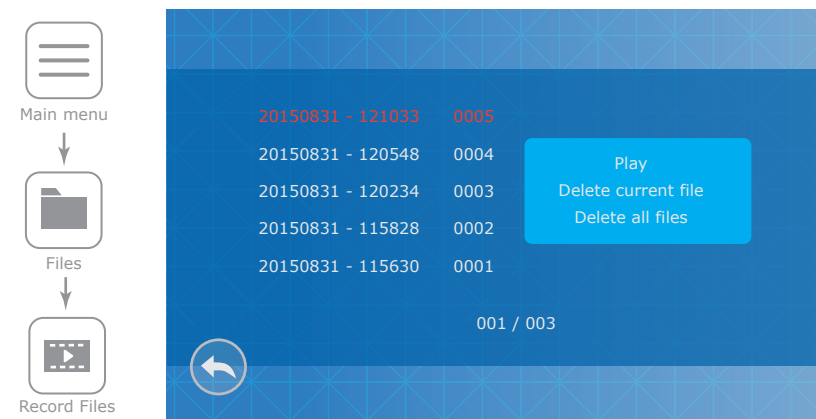 Main menu
Files
Record Files
20150831 - 121033 0005
20150831 - 120548 0004
20150831 - 120234 0003
20150831 - 115828 0002
20150831 - 115630 0001
Play
Delete current file
Delete all files
001 / 003